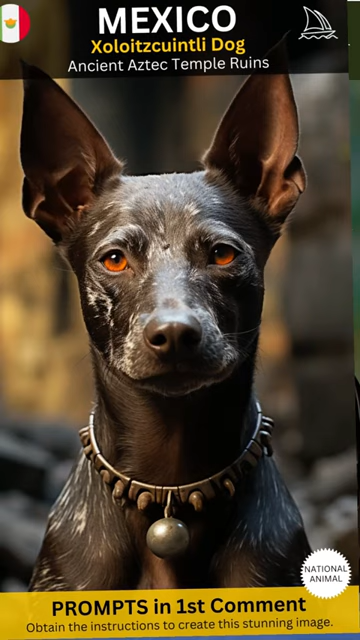 MEXICO
Xoloitzcuintli Dog
Ancient Aztec Temple Ruins
NATIONAL
ANIMAL
PROMPTS in 1st Comment
Obtain the instructions to create this stunning image.